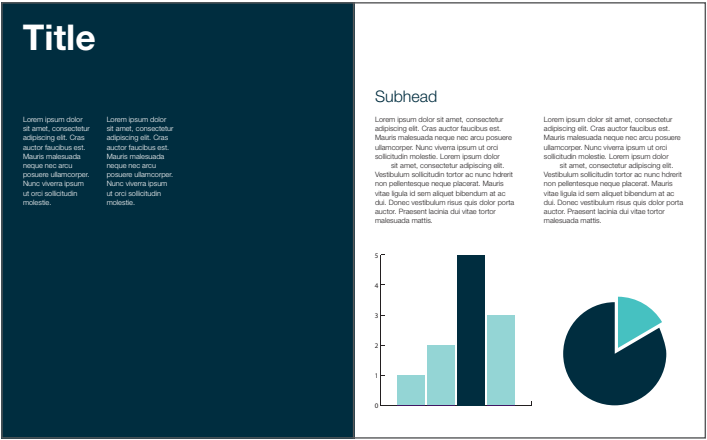 Title
Lorem ipsum dolor
sit amet, consectetur
adipiscing elit. Cras
auctor faucibus est.
Mauris malesuada
neque nec arcu
posuere ullamcorper.
Nunc viverra ipsum
ut orci sollicitudin
molestie.
Lorem ipsum dolor
sit amet, consectetur
adipiscing elit. Cras
auctor faucibus est.
Mauris malesuada
neque nec arcu
posuere ullamcorper.
Nunc viverra ipsum
ut orci sollicitudin
molestie.
Subhead
Lorem ipsum dolor sit amet, consectetur
adipiscing elit. Cras auctor faucibus est.
Mauris malesuada neque nec arcu posuere
ullamcorper. Nunc viverra ipsum ut orci
sollicitudin molestie. Lorem ipsum dolor
sit amet, consectetur adipiscing elit.
Vestibulum sollicitudin tortor ac nunc hdrerit
non pellentesque neque placerat. Mauris
vitae ligula id sem aliquet bibendum at ac
dui. Donec vestibulum risus quis dolor porta
auctor. Praesent lacinia dui vitae tortor
malesuada mattis.
Lorem ipsum dolor sit amet, consectetur
adipiscing elit. Cras auctor faucibus est.
Mauris malesuada neque nec arcu posuere
ullamcorper. Nunc viverra ipsum ut orci
sollicitudin molestie. Lorem ipsum dolor
sit amet, consectetur adipiscing elit.
Vestibulum sollicitudin tortor ac nunc hdrerit
non pellentesque neque placerat. Mauris
vitae ligula id sem aliquet bibendum at ac
dui. Donec vestibulum risus quis dolor porta
auctor. Praesent lacinia dui vitae tortor
malesuada mattis.
5
4
3
2
1
0